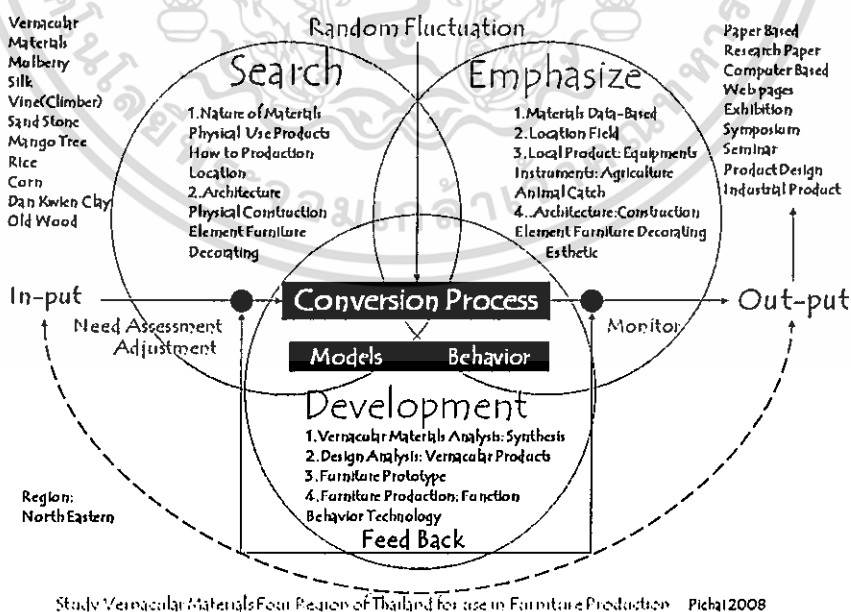 Vernacular
Materials
Mulberry
Silk
Vine(Climber)
Sand Stone
Mango Tree
Rice
Corn
Dan Kwien Clay
Old Wood
Random Fluctuation
Search
1.Nature of Materials
Physical Use Products
How to Production
Location
2.Architecture
Physical Construction
Element Furniture
Decorating
Emphasize
1.Materials Data-Based
2.Location Field
3.Local Product: Equipments
Instruments: Agriculture
Animal Catch
4..Architecture: Construction
Element Furniture Decorating
Esthetic
Paper Based
Research Paper
Computer Based
Web pages
Exhibition
Symposium
Seminar
Product Design
Industrial Product
In-put
Need Assessment
Adjustment
Conversion Process
Models Behavior
Monitor
Out-put
Development
1.Vernacular Materials Analysis: Synthesis
2.Design Analysis: Vernacular Products
3.Furniture Prototype
4.Furniture Production: Function
Behavior Technology
Feed Back
Region:
North Eastern
Study Vernacular Materials Four Region of Thailand for use in Furniture Production Pichai2008